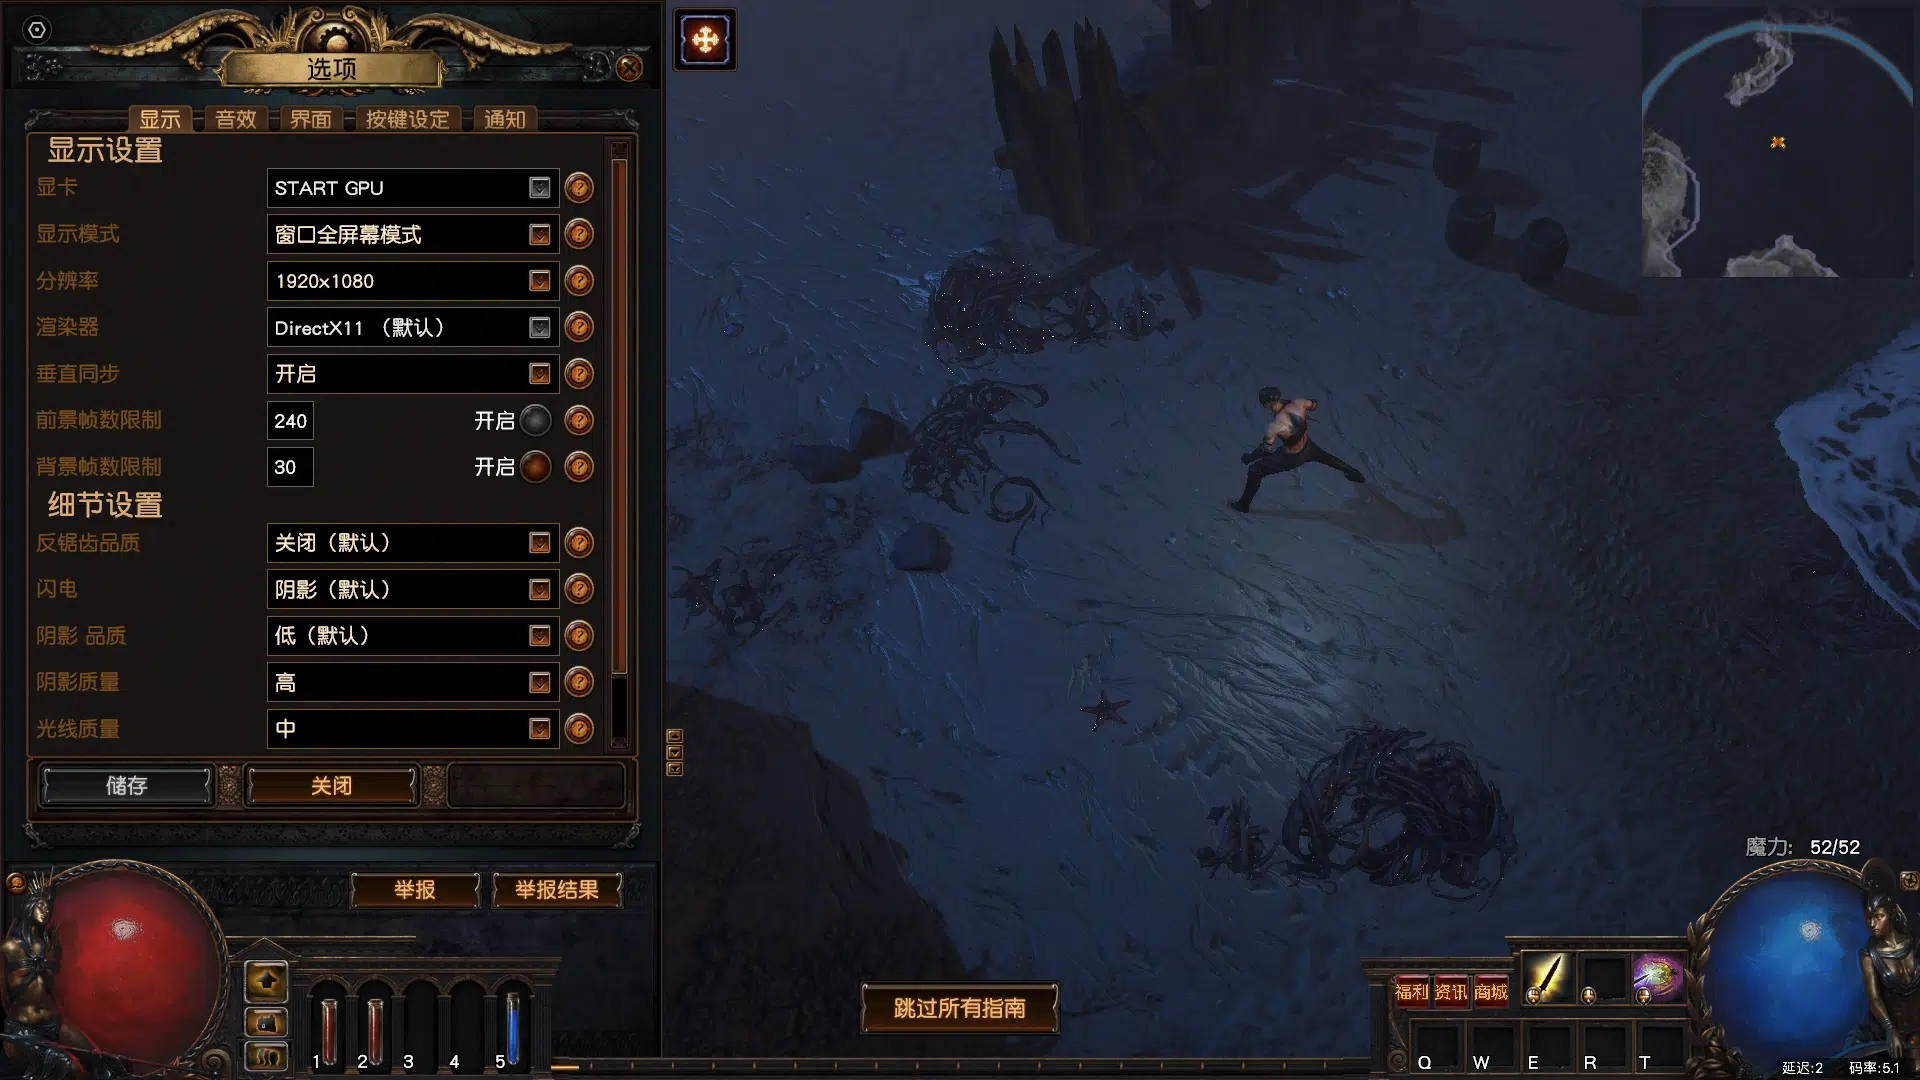 选项
显示 音效 界面 按键设定 通知
显示设置
显卡 START GPU
显示模式 窗口全屏幕模式
分辨率 1920x1080
渲染器 DirectX11 （默认）
垂直同步 开启
前景帧数限制 240 开启
背景帧数限制 30 开启
细节设置
反锯齿品质 关闭（默认）
闪电 阴影（默认）
阴影 品质 低（默认）
阴影质量 高
光线质量 中
储存 关闭
举报 举报结果
魔力: 52/52
跳过所有指南
福利 资讯 商城
1 2 3 4 5
Q W E R T
延迟:2 码率:5.1